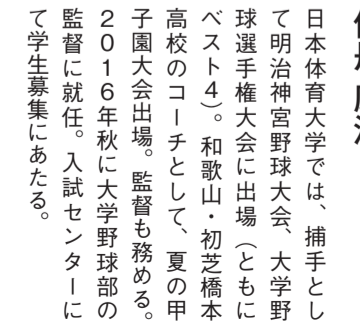 日本体育大学では、捕手とし
て明治神宮野球大会、大学野
球選手権大会に出場（ともに
ベスト４）。和歌山・初芝橋本
高校のコーチとして、夏の甲
子園大会出場。監督も務める。
２０１６年秋に大学野球部の
監督に就任。入試センターに
て学生募集にあたる。